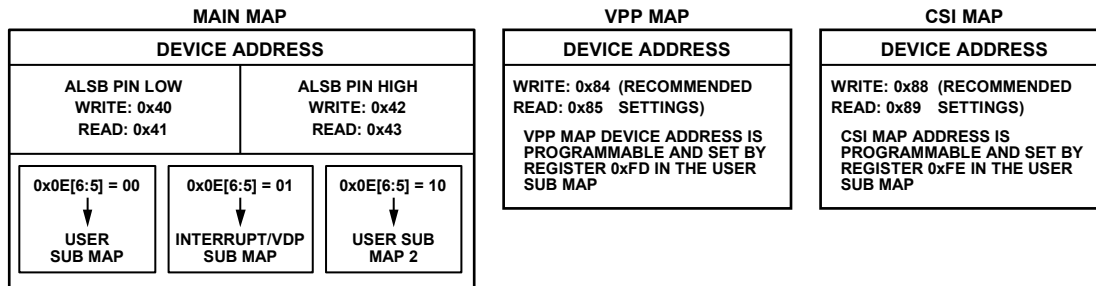 MAIN MAP
DEVICE ADDRESS
ALSB PIN LOW
WRITE: 0x40
READ: 0x41
ALSB PIN HIGH
WRITE: 0x42
READ: 0x43
0x0E[6:5] = 00
USER
SUB MAP
0x0E[6:5] = 01
INTERRUPT/VDP
SUB MAP
0x0E[6:5] = 10
USER SUB
MAP 2
VPP MAP
DEVICE ADDRESS
WRITE: 0x84 (RECOMMENDED
READ: 0x85 SETTINGS)
VPP MAP DEVICE ADDRESS IS
PROGRAMMABLE AND SET BY
REGISTER 0xFD IN THE USER
SUB MAP
CSI MAP
DEVICE ADDRESS
WRITE: 0x88 (RECOMMENDED
READ: 0x89 SETTINGS)
CSI MAP ADDRESS IS
PROGRAMMABLE AND SET BY
REGISTER 0xFE IN THE USER
SUB MAP